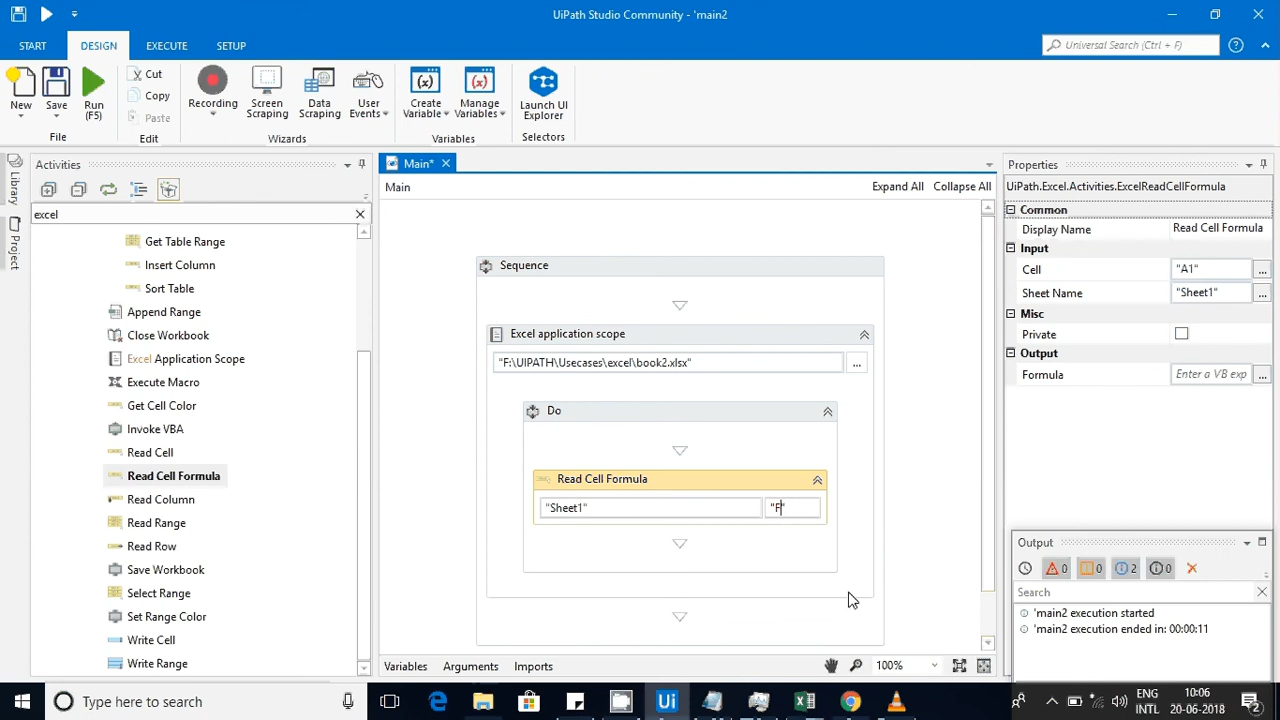 UiPath Studio Community - 'main2
START DESIGN EXECUTE SETUP
Universal Search (Ctrl + F)
New
Save
Run
(F5)
Cut
Copy
Paste
Recording
Screen
Scraping
Data
Scraping
User
Events
Create
Variable
Manage
Variables
Launch UI
Explorer
File
Edit
Wizards
Variables
Selectors
Library
Project
Activities
excel
Get Table Range
Insert Column
Sort Table
Append Range
Close Workbook
Excel Application Scope
Execute Macro
Get Cell Color
Invoke VBA
Read Cell
Read Cell Formula
Read Column
Read Range
Read Row
Save Workbook
Select Range
Set Range Color
Write Cell
Write Range
Main*
Main
Expand All Collapse All
Sequence
Excel application scope
"F:\UIPATH\Usecases\excel\book2.xlsx"
...
Do
Read Cell Formula
"Sheet1"
"F"
Variables Arguments Imports
100%
Properties
UiPath.Excel.Activities.ExcelReadCellFormula
Common
Display Name Read Cell Formula
Input
Cell "A1" ...
Sheet Name "Sheet1" ...
Misc
Private
Output
Formula Enter a VB exp ...
Output
0 0 2 0
Search
'main2 execution started
'main2 execution ended in: 00:00:11
Type here to search
Ui
ENG
INTL
10:06
20-06-2018
2